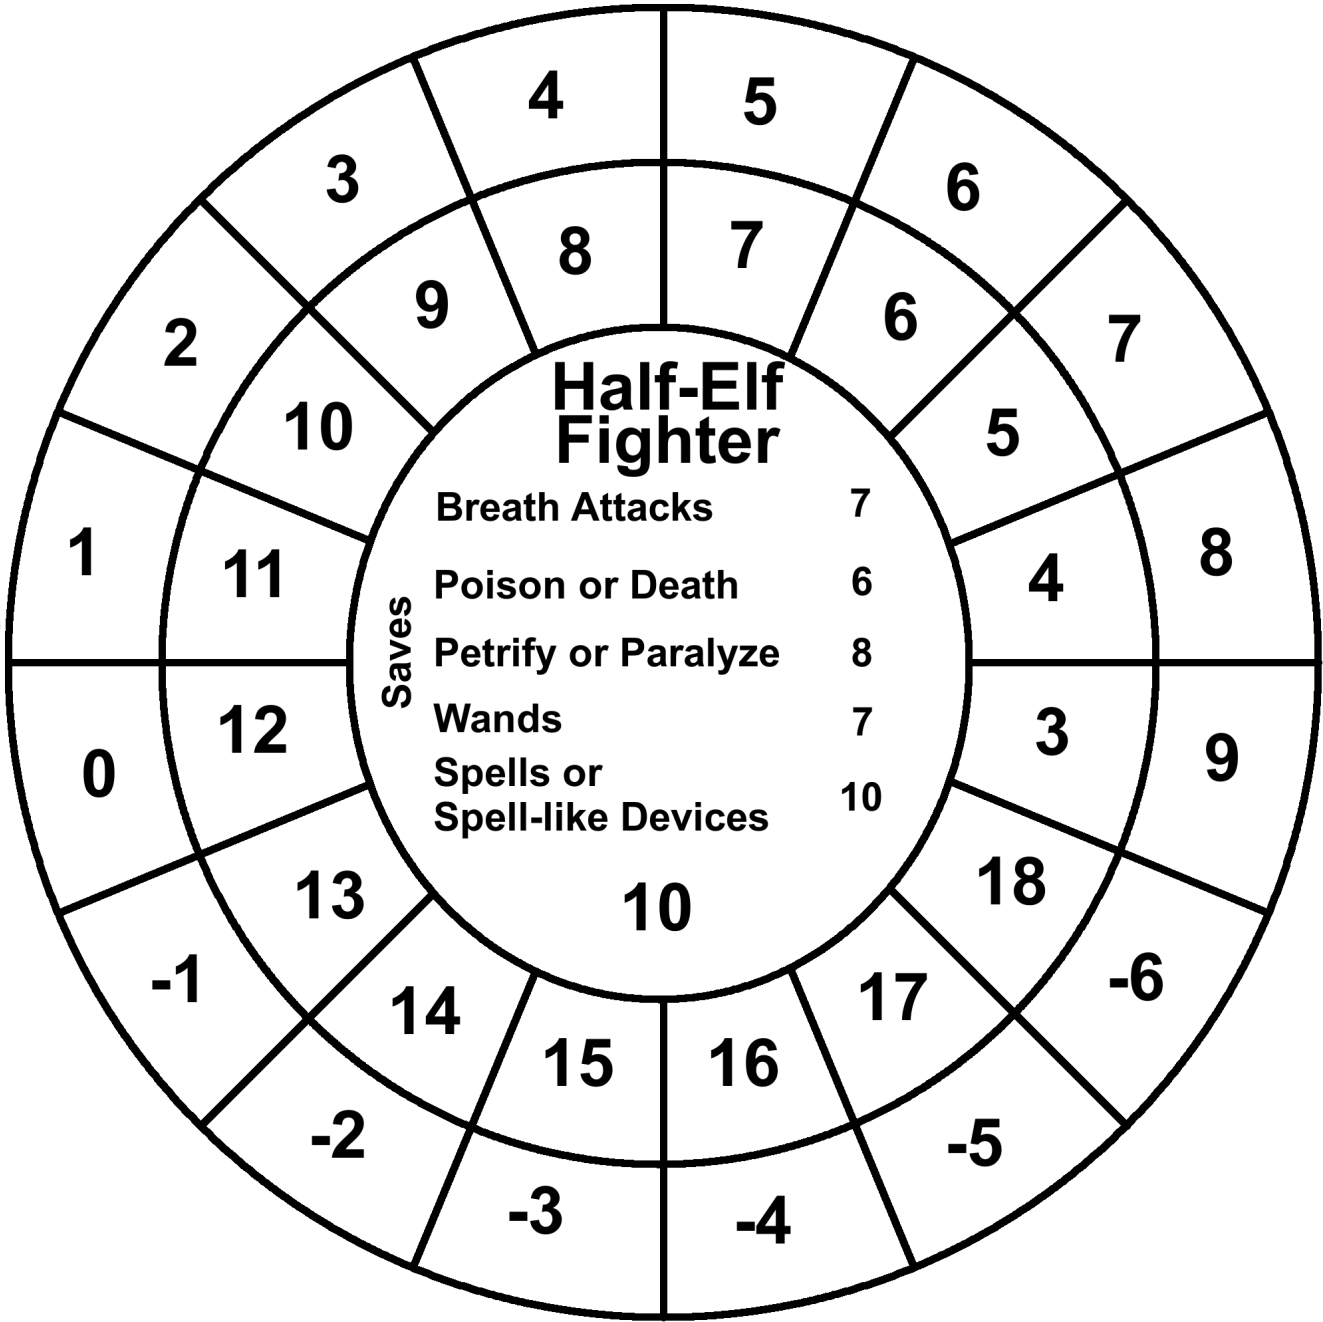 4 5
3 6
8 7
9 6
2 7
10 5
Half-Elf
Fighter
Breath Attacks 7
1 11 4 8
Poison or Death 6
Saves
Petrify or Paralyze 8
Wands 7
0 12 3 9
Spells or
Spell-like Devices 10
13 18
10
-1 -6
14 17
15 16
-2 -5
-3 -4